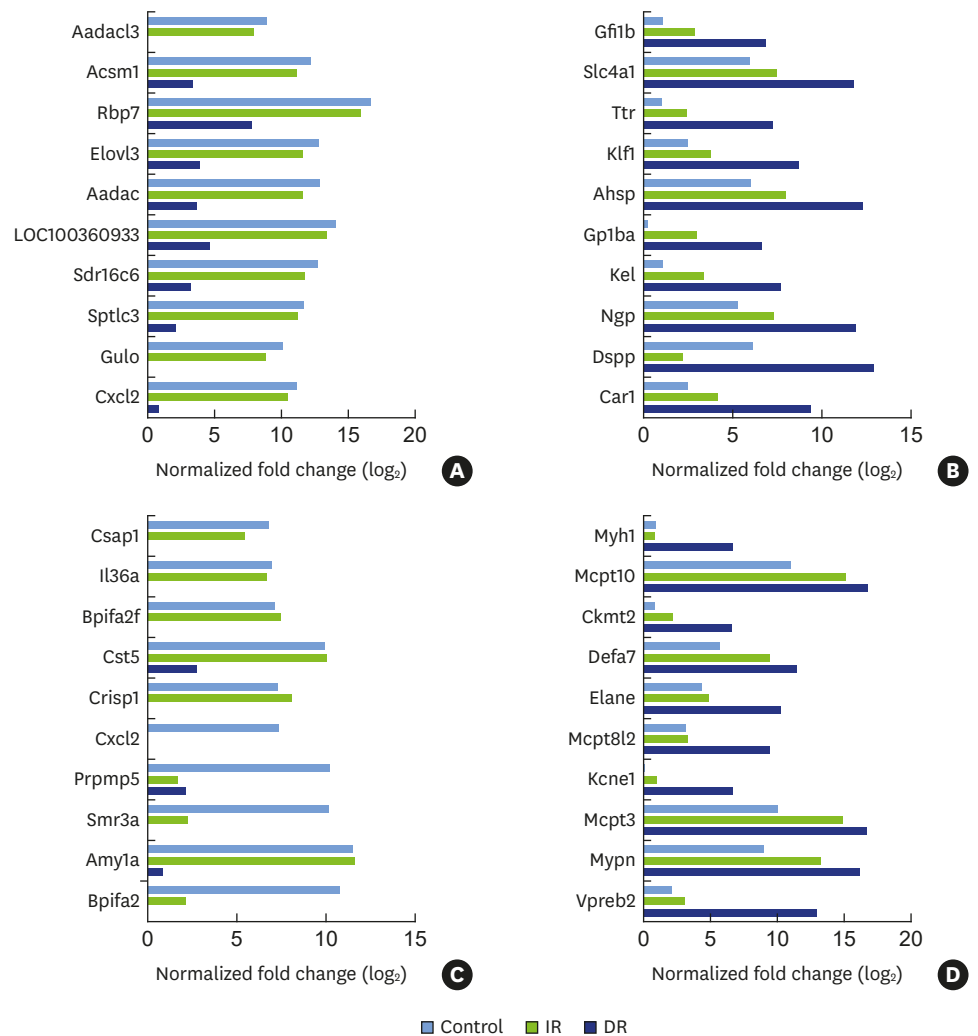 Aadacl3
Acsm1
Rbp7
Elovl3
Aadac
LOC100360933
Sdr16c6
Sptlc3
Gulo
Cxcl2
0 5 10 15 20
Normalized fold change (log₂)
A
Gfi1b
Slc4a1
Ttr
Klf1
Ahsp
Gp1ba
Kel
Ngp
Dspp
Car1
0 5 10 15
Normalized fold change (log₂)
B
Csap1
Il36a
Bpifa2f
Cst5
Crisp1
Cxcl2
Prpmp5
Smr3a
Amy1a
Bpifa2
0 5 10 15
Normalized fold change (log₂)
C
Myh1
Mcpt10
Ckmt2
Defa7
Elane
Mcpt8l2
Kcne1
Mcpt3
Mypn
Vpreb2
0 5 10 15 20
Normalized fold change (log₂)
D
Control IR DR